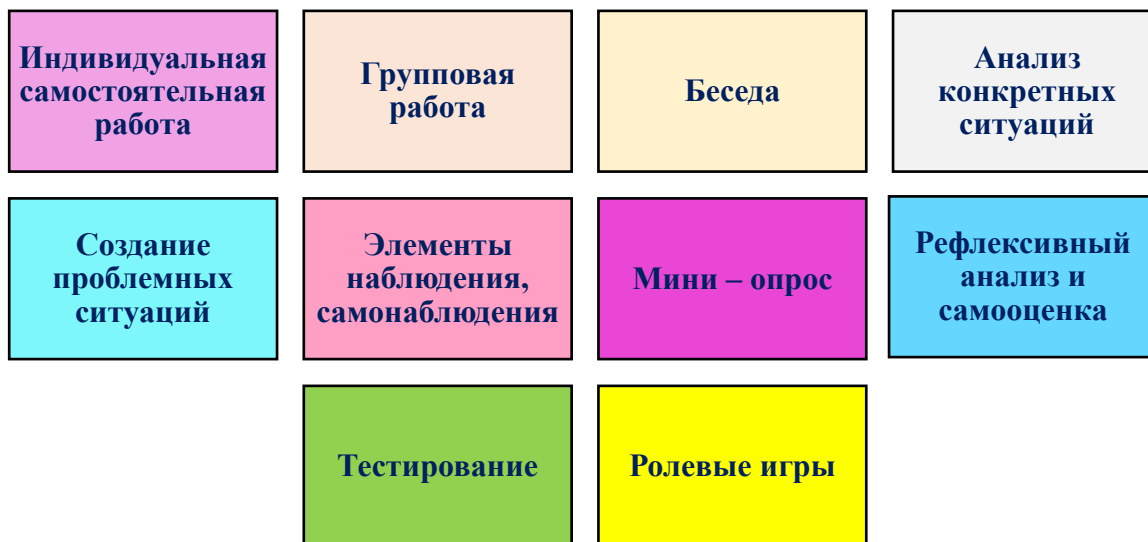 Индивидуальная
самостоятельная
работа
Групповая
работа
Беседа
Анализ
конкретных
ситуаций
Создание
проблемных
ситуаций
Элементы
наблюдения,
самонаблюдения
Мини – опрос
Рефлексивный
анализ и
самооценка
Тестирование
Ролевые игры